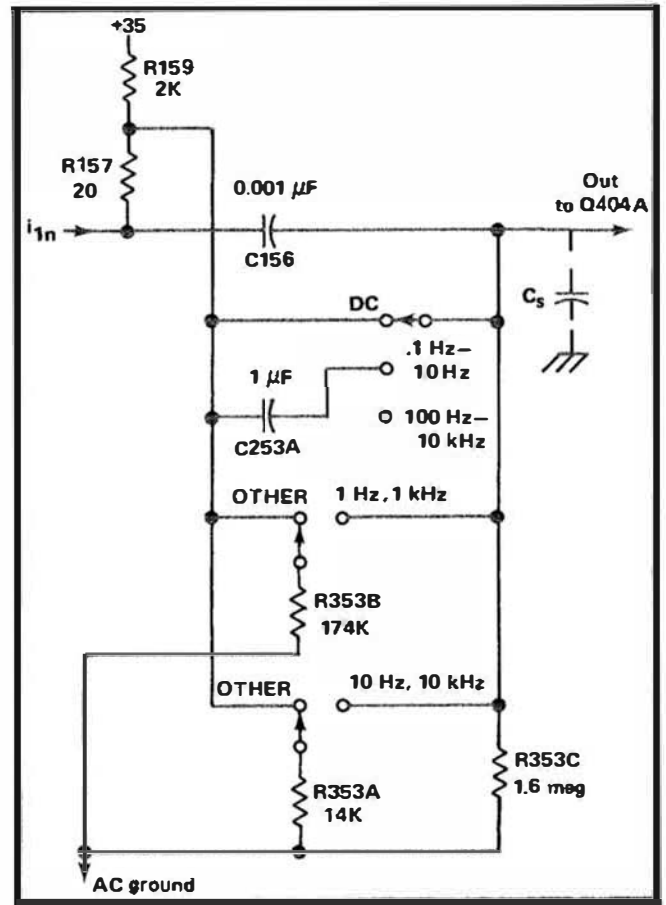 +35
R159
2K
R157
20
0.001 µF
Out
to Q404A
i1n
C156
DC
Cs
.1 Hz–
10Hz
1 µF
100 Hz–
10 kHz
C253A
OTHER
1 Hz, 1 kHz
R353B
174K
OTHER
10 Hz, 10 kHz
R353C
1.6 meg
R353A
14K
AC ground